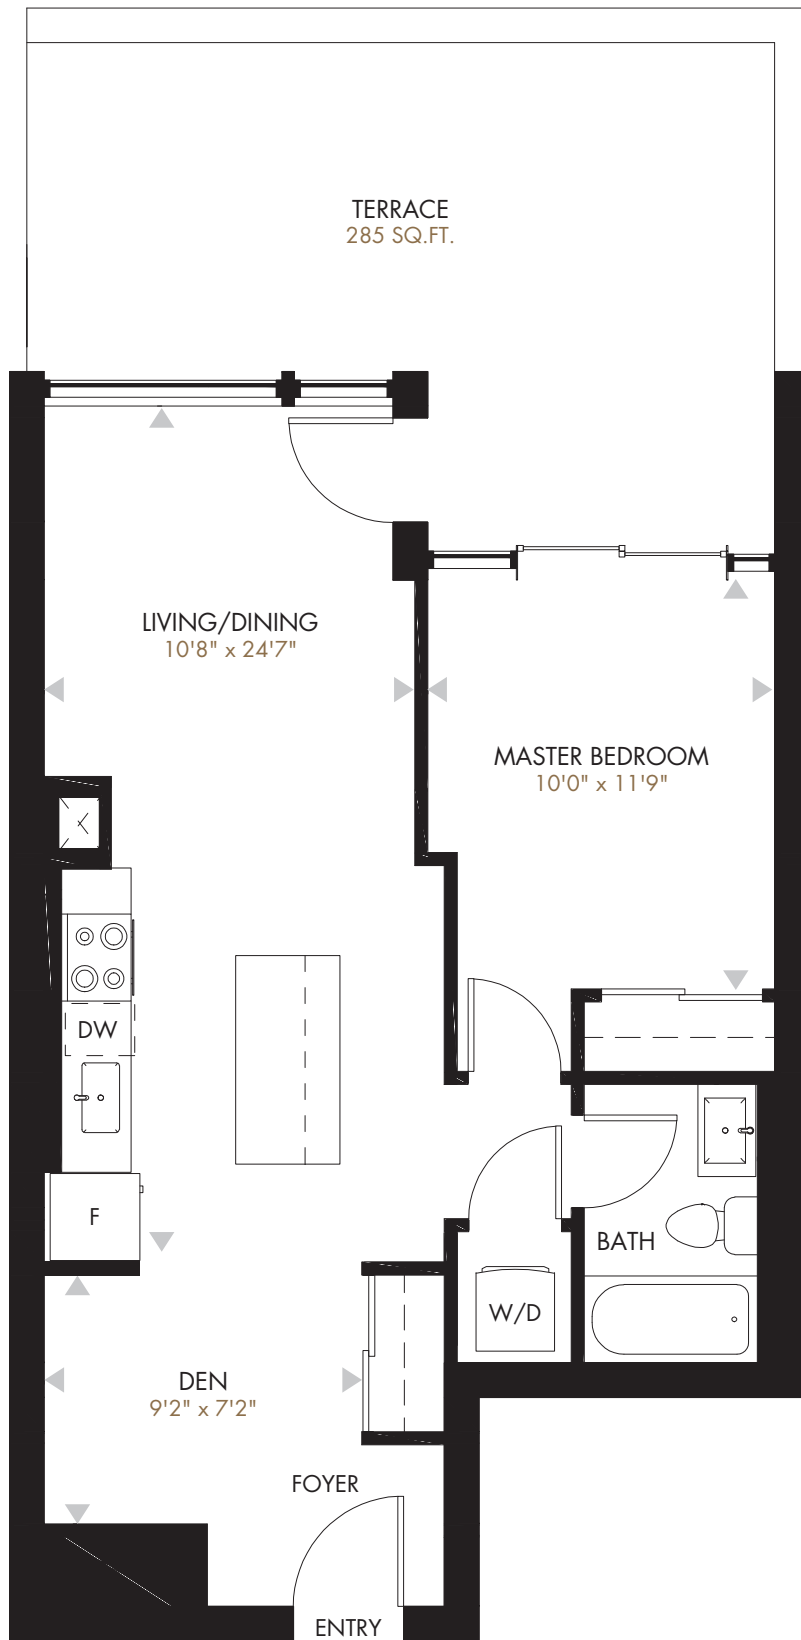 TERRACE
285 SQ.FT.
LIVING/DINING
10'8" x 24'7"
MASTER BEDROOM
10'0" x 11'9"
DW
F
BATH
W/D
DEN
9'2" x 7'2"
FOYER
ENTRY